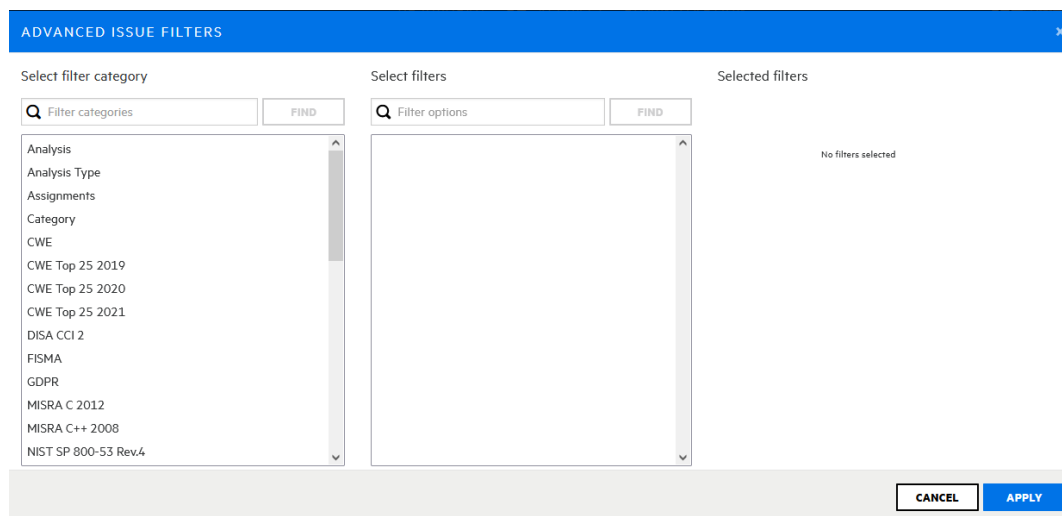 ADVANCED ISSUE FILTERS
Select filter category
Select filters
Selected filters
Filter categories
FIND
Filter options
FIND
No filters selected
Analysis
Analysis Type
Assignments
Category
CWE
CWE Top 25 2019
CWE Top 25 2020
CWE Top 25 2021
DISA CCI 2
FISMA
GDPR
MISRA C 2012
MISRA C++ 2008
NIST SP 800-53 Rev.4
CANCEL
APPLY